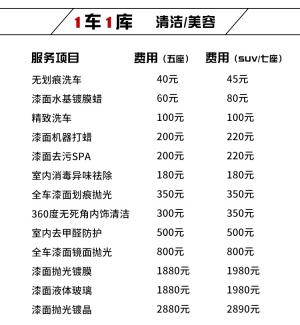 1车1库 清洁/美容
服务项目 费用（五座） 费用（SUV/七座）
无划痕洗车 40元 45元
漆面水基镀膜蜡 60元 80元
精致洗车 100元 100元
漆面机器打蜡 200元 220元
漆面去污SPA 200元 220元
室内消毒异味祛除 180元 180元
全车漆面划痕抛光 350元 350元
360度无死角内饰清洁 300元 350元
室内去甲醛防护 500元 500元
全车漆面镜面抛光 800元 800元
漆面抛光镀膜 1880元 1980元
漆面液体玻璃 1880元 1980元
漆面抛光镀晶 2880元 2890元